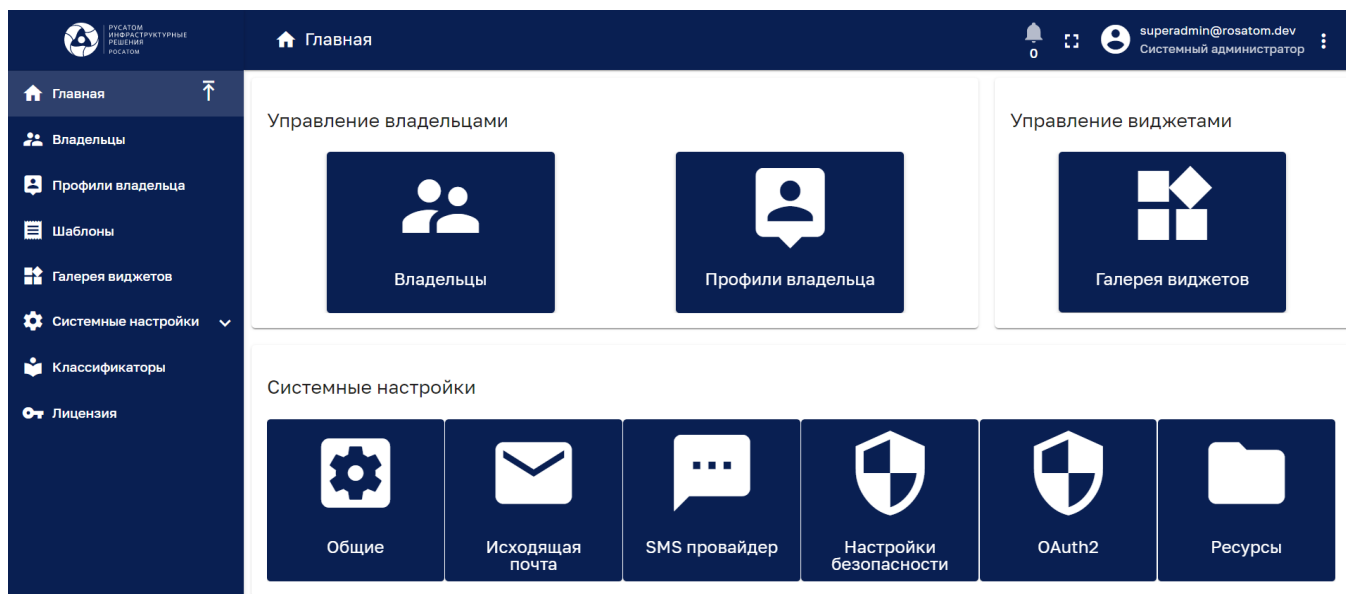 РУСАТОМ
ИНФРАСТРУКТУРНЫЕ
РЕШЕНИЯ
РОСАТОМ
Главная
0
superadmin@rosatom.dev
Системный администратор
Главная
Владельцы
Профили владельца
Шаблоны
Галерея виджетов
Системные настройки
Классификаторы
Лицензия
Управление владельцами
Владельцы
Профили владельца
Управление виджетами
Галерея виджетов
Системные настройки
Общие
Исходящая
почта
SMS провайдер
Настройки
безопасности
OAuth2
Ресурсы